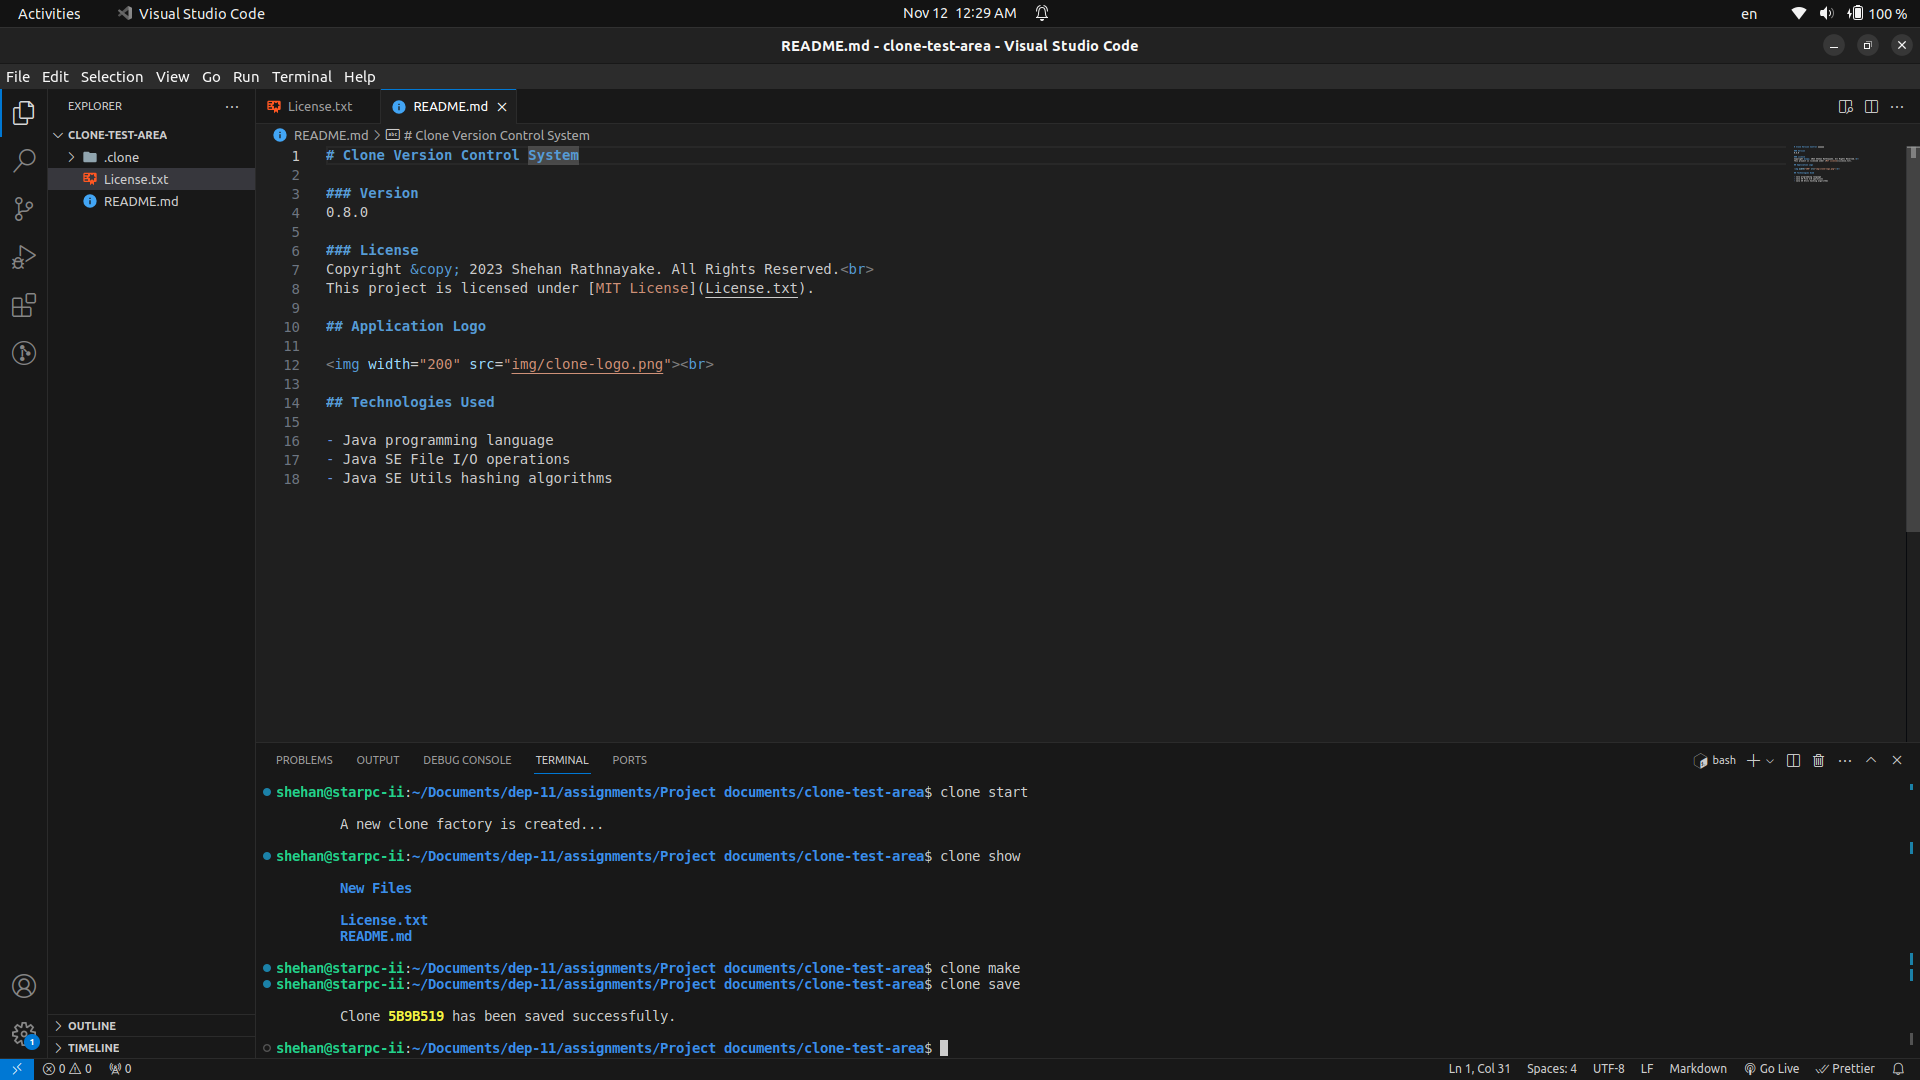 Activities Visual Studio Code Nov 12 12:29 AM en 100 %
README.md - clone-test-area - Visual Studio Code
File Edit Selection View Go Run Terminal Help
EXPLORER
CLONE-TEST-AREA
.clone
License.txt
README.md
License.txt README.md
README.md > # Clone Version Control System
1 # Clone Version Control System
2
3 ### Version
4 0.8.0
5
6 ### License
7 Copyright &copy; 2023 Shehan Rathnayake. All Rights Reserved.<br>
8 This project is licensed under [MIT License](License.txt).
9
10 ## Application Logo
11
12 <img width="200" src="img/clone-logo.png"><br>
13
14 ## Technologies Used
15
16 - Java programming language
17 - Java SE File I/O operations
18 - Java SE Utils hashing algorithms
PROBLEMS OUTPUT DEBUG CONSOLE TERMINAL PORTS bash
shehan@starpc-ii:~/Documents/dep-11/assignments/Project documents/clone-test-area$ clone start
A new clone factory is created...
shehan@starpc-ii:~/Documents/dep-11/assignments/Project documents/clone-test-area$ clone show
New Files
License.txt
README.md
shehan@starpc-ii:~/Documents/dep-11/assignments/Project documents/clone-test-area$ clone make
shehan@starpc-ii:~/Documents/dep-11/assignments/Project documents/clone-test-area$ clone save
Clone 5B9B519 has been saved successfully.
shehan@starpc-ii:~/Documents/dep-11/assignments/Project documents/clone-test-area$
OUTLINE
TIMELINE
1
0 0 0 Ln 1, Col 31 Spaces: 4 UTF-8 LF Markdown Go Live Prettier